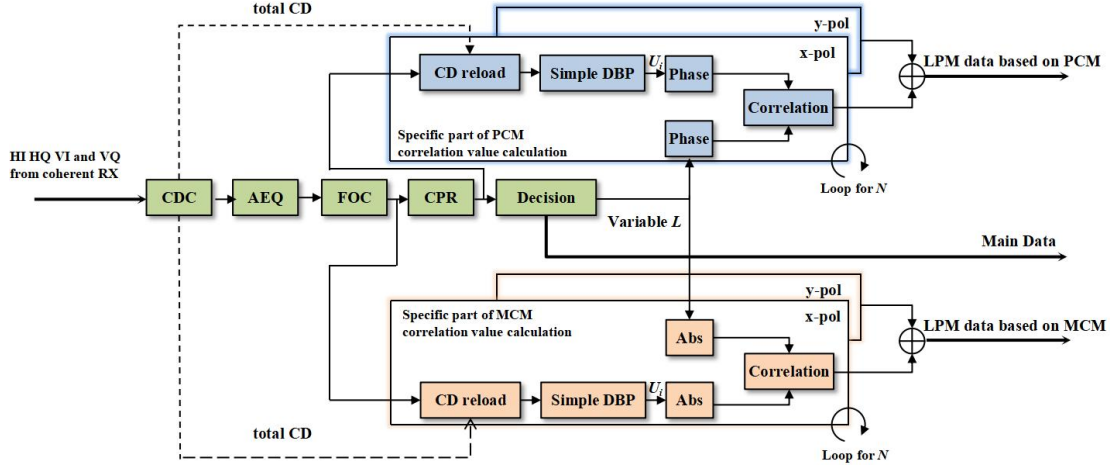 total CD
y-pol
x-pol
CD reload
Simple DBP
U_i
Phase
Correlation
Phase
Specific part of PCM
correlation value calculation
LPM data based on PCM
Loop for N
HI HQ VI and VQ
from coherent RX
CDC
AEQ
FOC
CPR
Decision
Variable L
Main Data
y-pol
x-pol
Specific part of MCM
correlation value calculation
Abs
Correlation
LPM data based on MCM
CD reload
Simple DBP
U_i
Abs
total CD
Loop for N